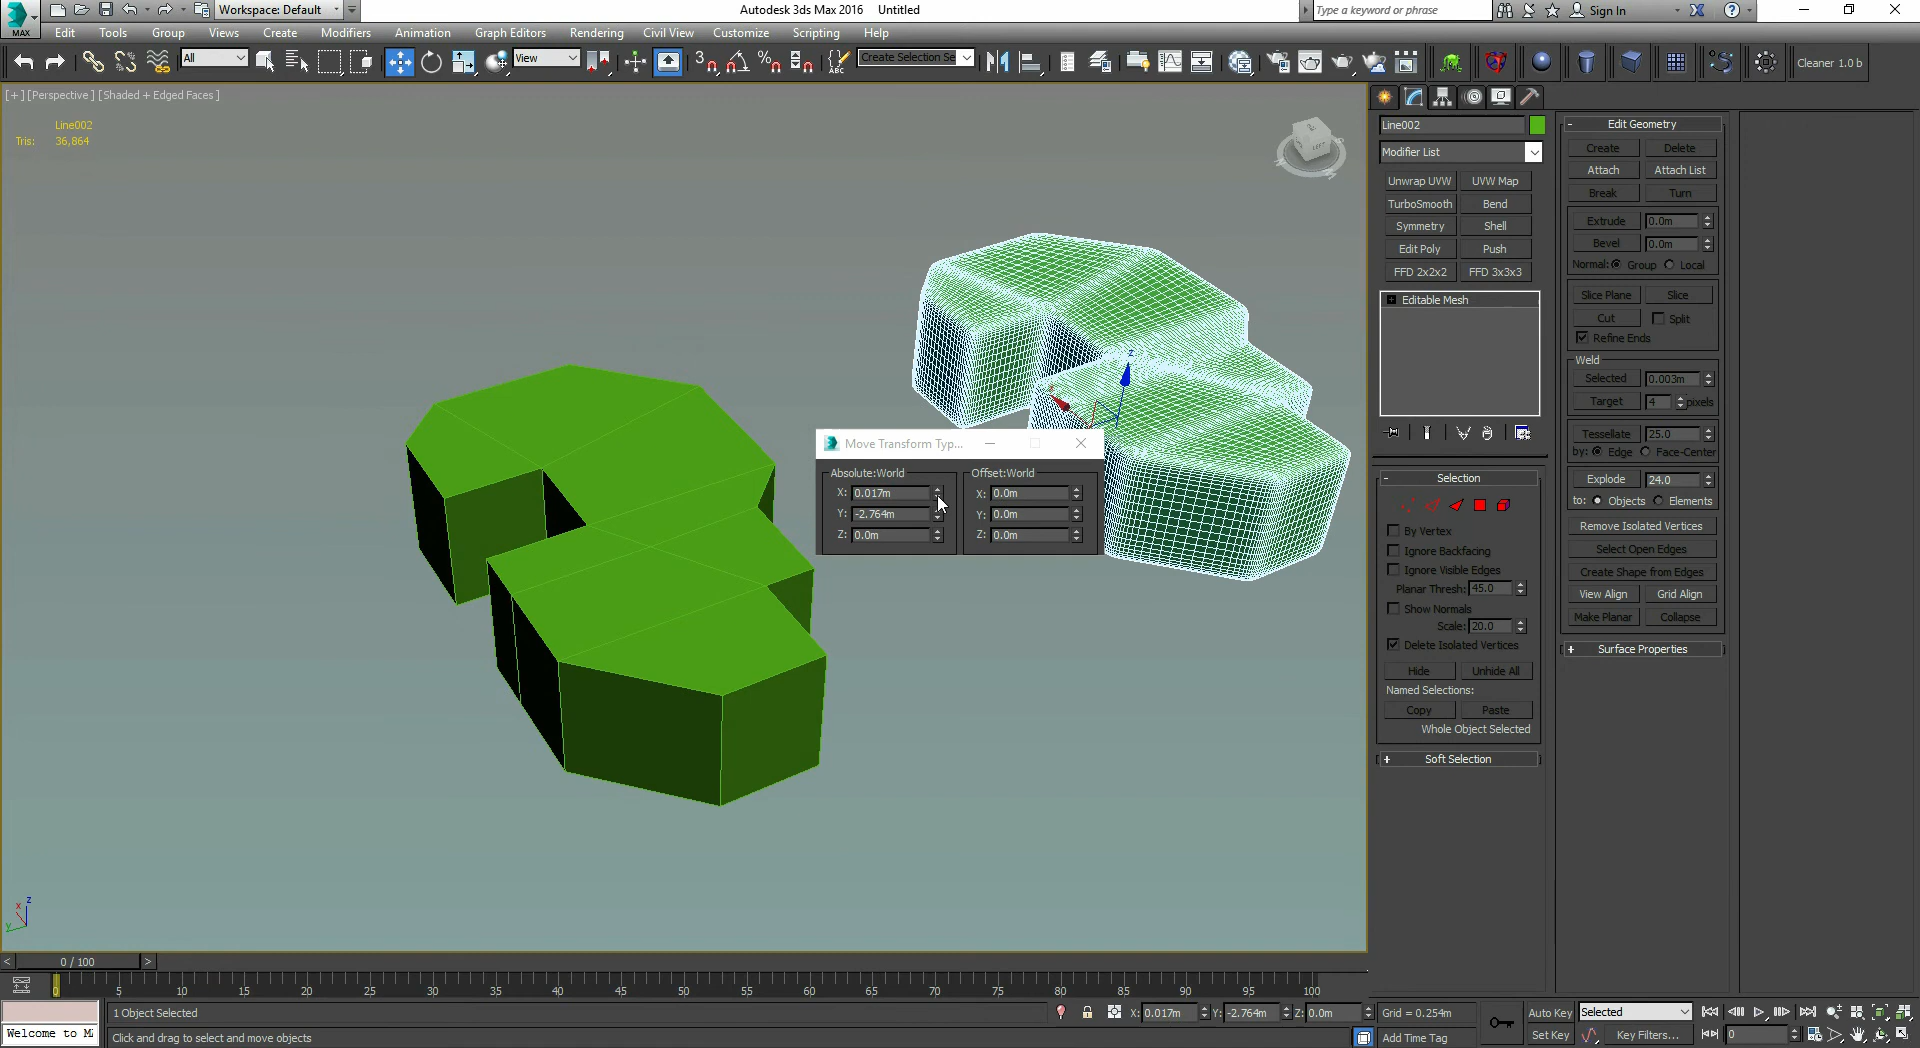 Workspace: Default
Autodesk 3ds Max 2016 Untitled
Type a keyword or phrase
Sign In
MAX
Edit Tools Group Views Create Modifiers Animation Graph Editors Rendering Civil View Customize Scripting Help
All
View
Create Selection Se
Cleaner 1.0 b
[+] [Perspective ] [Shaded + Edged Faces ]
Line002
Tris: 36,864
Line002
Modifier List
Unwrap UVW UVW Map
TurboSmooth Bend
Symmetry Shell
Edit Poly Push
FFD 2x2x2 FFD 3x3x3
Editable Mesh
- Selection
By Vertex
Ignore Backfacing
Ignore Visible Edges
Planar Thresh: 45.0
Show Normals
Scale: 20.0
Delete Isolated Vertices
Hide Unhide All
Named Selections:
Copy Paste
Whole Object Selected
+ Soft Selection
- Edit Geometry
Create Delete
Attach Attach List
Break Turn
Extrude 0.0m
Bevel 0.0m
Normal: Group Local
Slice Plane Slice
Cut Split
Refine Ends
Weld
Selected 0.003m
Target 4 pixels
Tessellate 25.0
by: Edge Face-Center
Explode 24.0
to: Objects Elements
Remove Isolated Vertices
Select Open Edges
Create Shape from Edges
View Align Grid Align
Make Planar Collapse
+ Surface Properties
Move Transform Typ...
Absolute:World Offset:World
X: 0.017m X: 0.0m
Y: -2.764m Y: 0.0m
Z: 0.0m Z: 0.0m
z
x
y
z
< 0 / 100 >
0 5 10 15 20 25 30 35 40 45 50 55 60 65 70 75 80 85 90 95 100
1 Object Selected
X: 0.017m Y: -2.764m Z: 0.0m Grid = 0.254m
Auto Key Selected
Welcome to M
Click and drag to select and move objects
Add Time Tag
Set Key Key Filters... 0